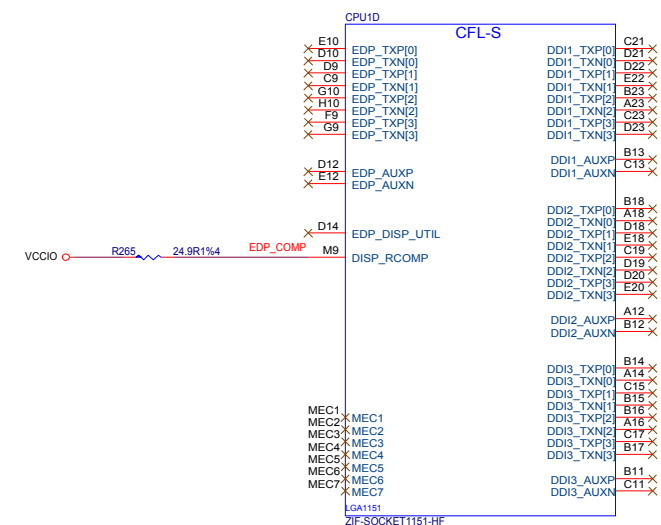 CPU1D
CFL-S
E10 EDP_TXP[0] DDI1_TXP[0] C21
D10 EDP_TXN[0] DDI1_TXN[0] D21
D9 EDP_TXP[1] DDI1_TXP[1] D22
C9 EDP_TXN[1] DDI1_TXN[1] E22
G10 EDP_TXP[2] DDI1_TXP[2] B23
H10 EDP_TXN[2] DDI1_TXN[2] A23
F9 EDP_TXP[3] DDI1_TXP[3] C23
G9 EDP_TXN[3] DDI1_TXN[3] D23
DDI1_AUXP B13
D12 EDP_AUXP DDI1_AUXN C13
E12 EDP_AUXN
DDI2_TXP[0] B18
DDI2_TXN[0] A18
D14 EDP_DISP_UTIL DDI2_TXP[1] D18
DDI2_TXN[1] E18
VCCIO R265 24.9R1%4 EDP_COMP M9 DISP_RCOMP DDI2_TXP[2] C19
DDI2_TXN[2] D19
DDI2_TXP[3] D20
DDI2_TXN[3] E20
DDI2_AUXP A12
DDI2_AUXN B12
DDI3_TXP[0] B14
DDI3_TXN[0] A14
DDI3_TXP[1] C15
DDI3_TXN[1] B15
MEC1 MEC1 DDI3_TXP[2] B16
MEC2 MEC2 DDI3_TXN[2] A16
MEC3 MEC3 DDI3_TXP[3] C17
MEC4 MEC4 DDI3_TXN[3] B17
MEC5 MEC5
MEC6 MEC6 DDI3_AUXP B11
MEC7 MEC7 DDI3_AUXN C11
LGA1151
ZIF-SOCKET1151-HF